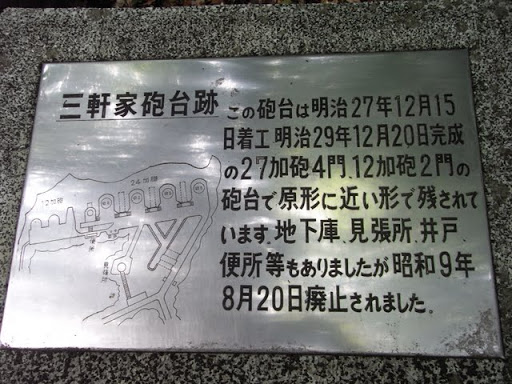 三軒家砲台跡
この砲台は明治27年12月15
日着工明治29年12月20日完成
の27加砲4門、12加砲2門の
砲台で原形に近い形で残されて
います。地下庫、見張所、井戸、
便所等もありましたが昭和9年
8月20日廃止されました。